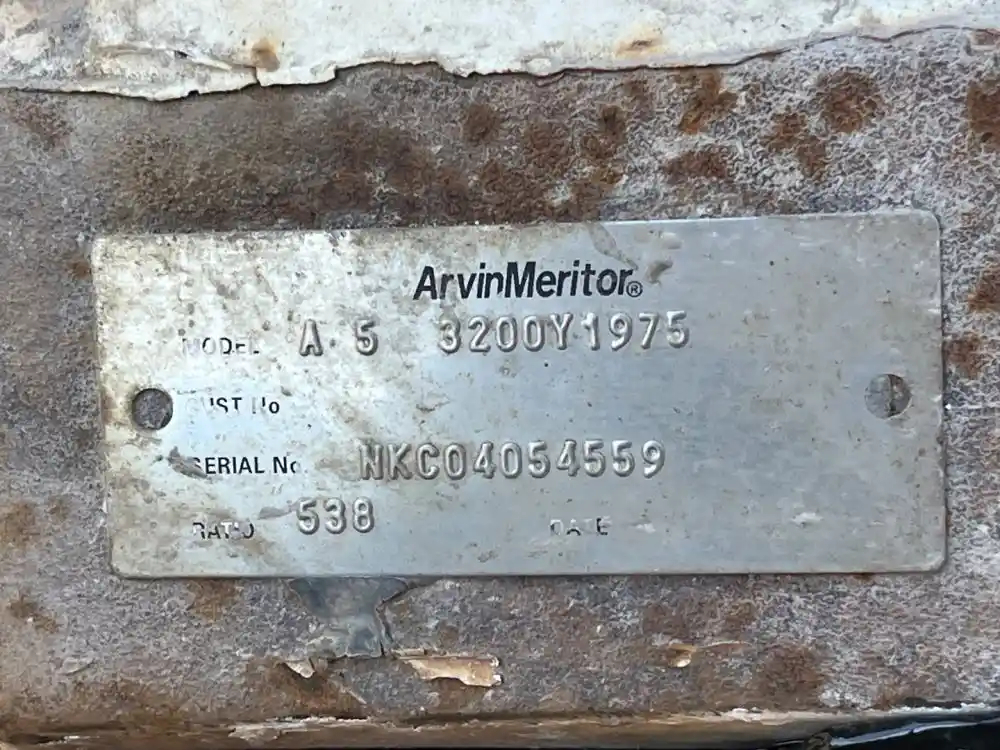 ArvinMeritor®
MODEL A 5 3200Y1975
CUST No
SERIAL No. NKC04054559
RATIO 538
DATE